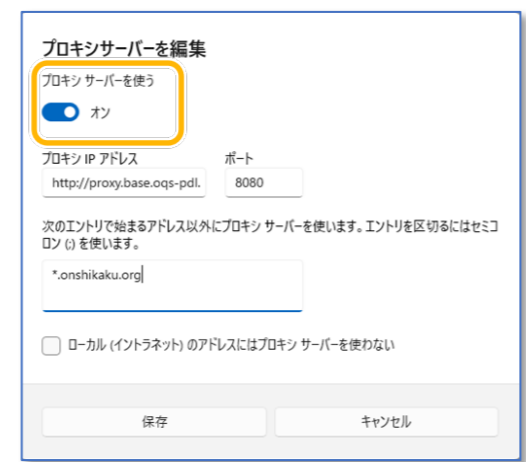 プロキシサーバーを編集
プロキシ サーバーを使う
オン
プロキシ IP アドレス ポート
http://proxy.base.oqs-pdl. 8080
次のエントリで始まるアドレス以外にプロキシ サーバーを使います。エントリを区切るにはセミコ
ロン (;) を使います。
*.onshikaku.org
ローカル (イントラネット) のアドレスにはプロキシ サーバーを使わない
保存 キャンセル